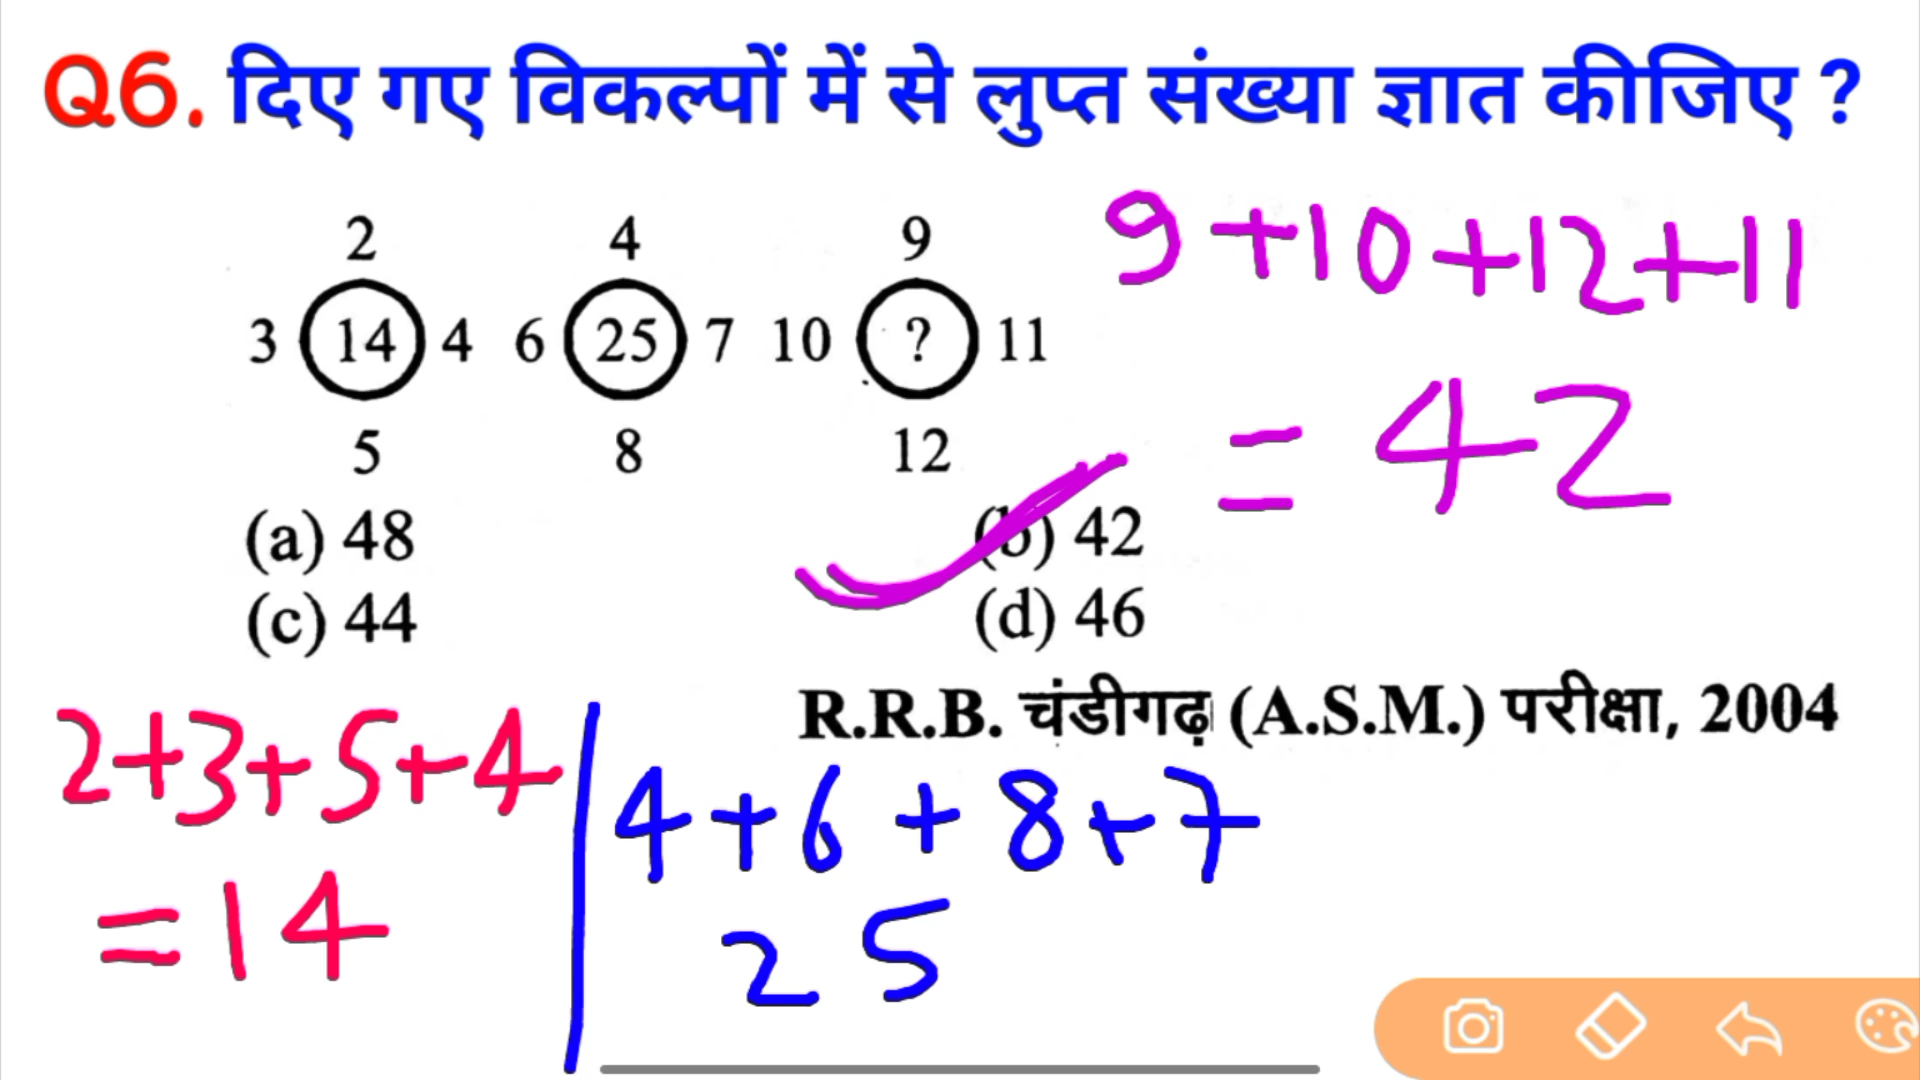 Q6. दिए गए विकल्पों में से लुप्त संख्या ज्ञात कीजिए ?
2 4 9
3 14 4 6 25 7 10 ? 11
5 8 12
9+10+12+11
= 42
(a) 48 (b) 42
(c) 44 (d) 46
R.R.B. चंडीगढ़ (A.S.M.) परीक्षा, 2004
2+3+5+4
=14
4+6+8+7
25